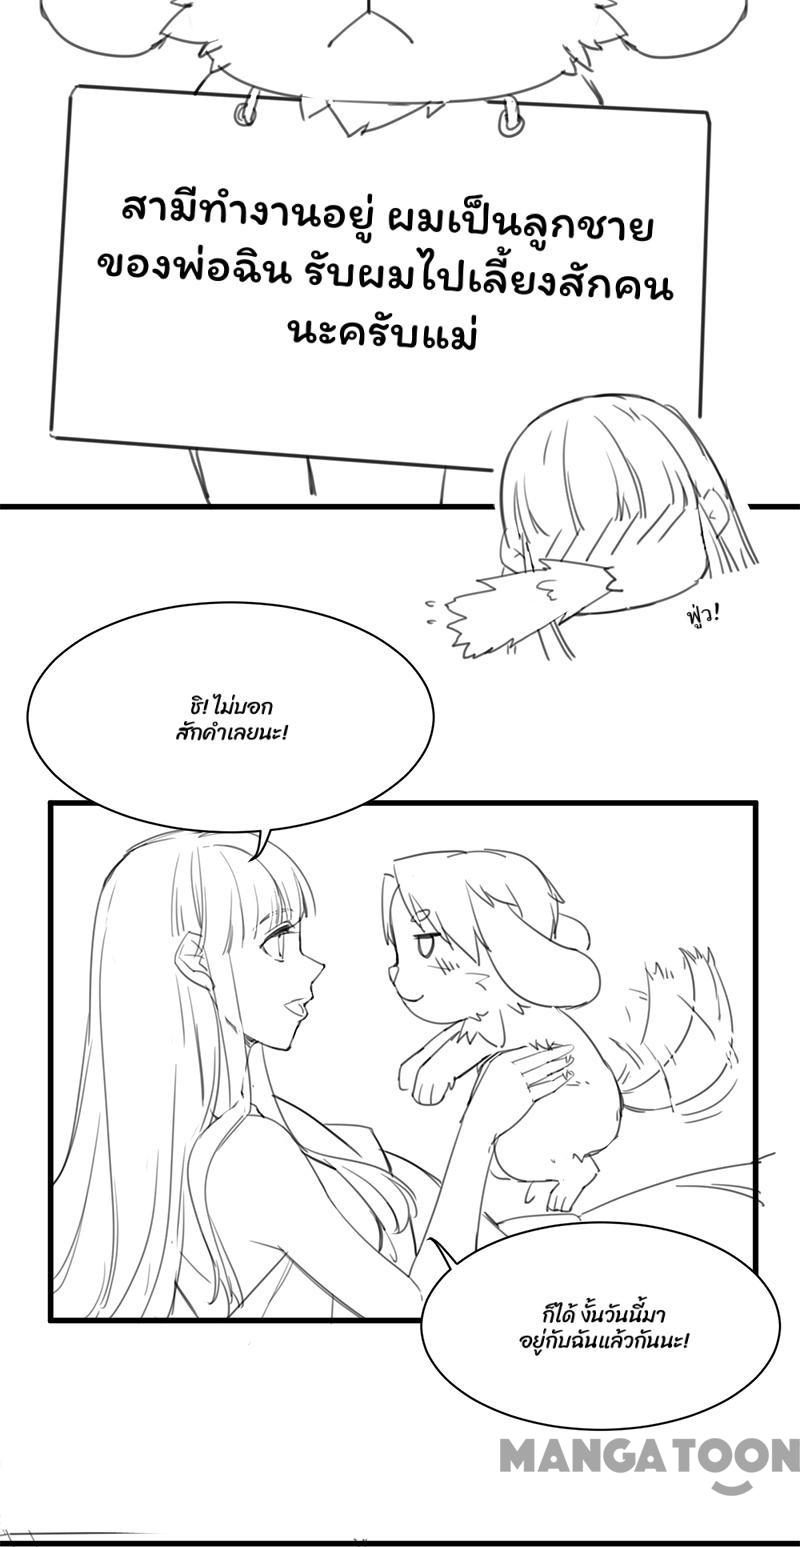 สามีทำงานอยู่ ผมเป็นลูกชาย
ของพ่อฉิน รับผมไปเลี้ยงสักคน
นะครับแม่
ฟู่ว!
ชิ! ไม่บอก
สักคำเลยนะ!
ก็ได้ งั้นวันนี้มา
อยู่กับฉันแล้วกันนะ!
MANGATOON